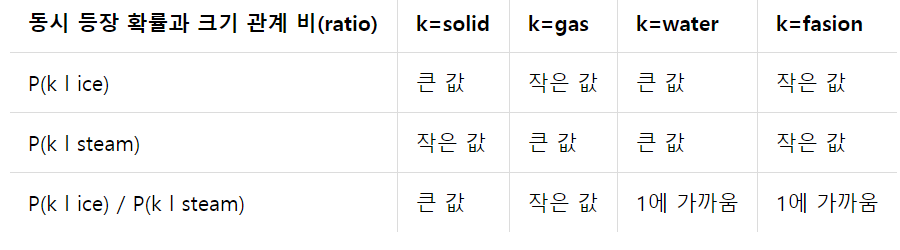 동시 등장 확률과 크기 관계 비(ratio) k=solid k=gas k=water k=fasion
P(k l ice) 큰 값 작은 값 큰 값 작은 값
P(k l steam) 작은 값 큰 값 큰 값 작은 값
P(k l ice) / P(k l steam) 큰 값 작은 값 1에 가까움 1에 가까움